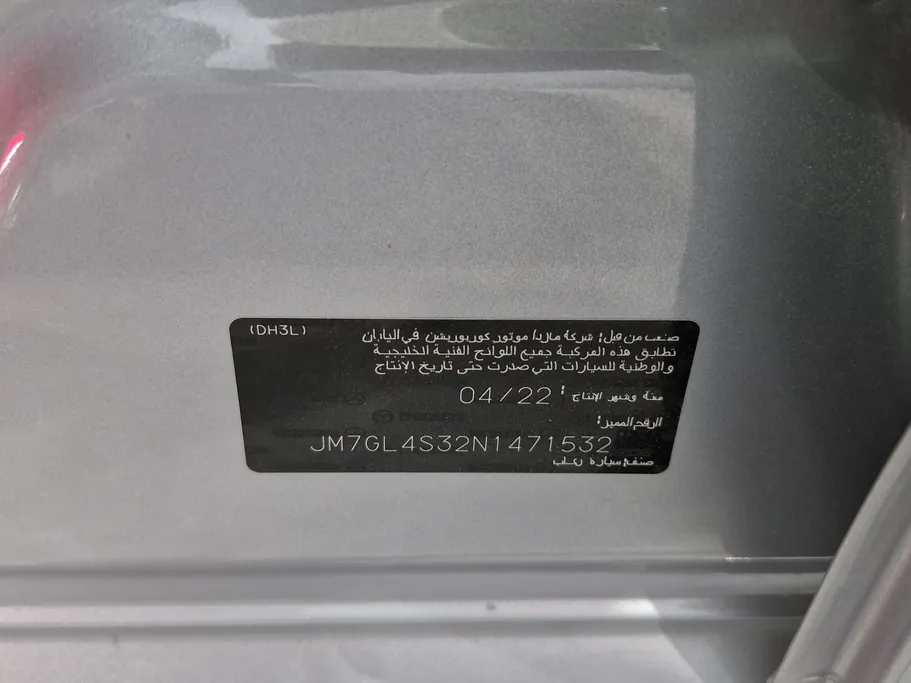 (DH3L)
صنعت من قبل: شركة مازدا موتور كوربوريشن في اليابان
تطابق هذه المركبة جميع اللوائح الفنية الخليجية
والوطنية للسيارات التي صدرت حتى تاريخ الإنتاج
سنة وشهر الإنتاج: 04/22
الرقم المميز:
JM7GL4S32N1471532
صنف: سيارة ركاب